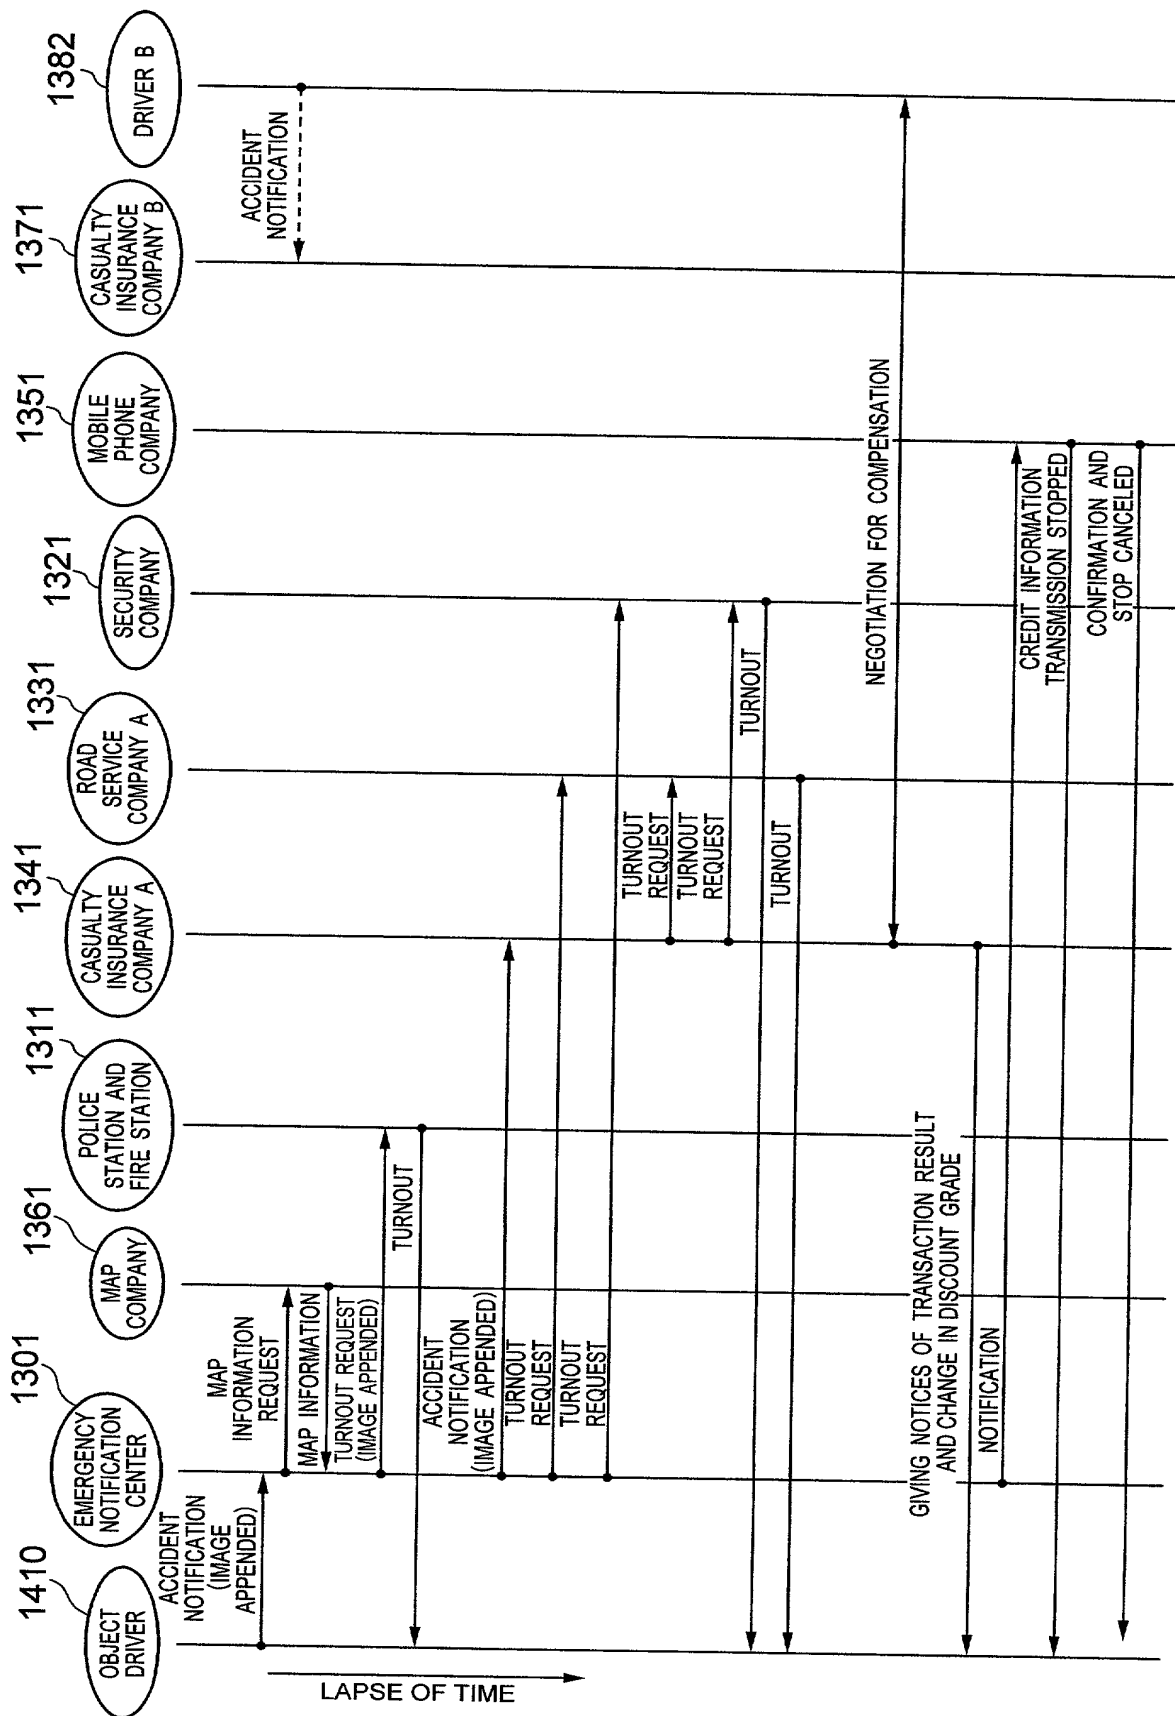 1410
OBJECT
DRIVER
1301
EMERGENCY
NOTIFICATION
CENTER
1361
MAP
COMPANY
1311
POLICE
STATION AND
FIRE STATION
1341
CASUALTY
INSURANCE
COMPANY A
1331
ROAD
SERVICE
COMPANY A
1321
SECURITY
COMPANY
1351
MOBILE
PHONE
COMPANY
1371
CASUALTY
INSURANCE
COMPANY B
1382
DRIVER B
ACCIDENT
NOTIFICATION
(IMAGE
APPENDED)
MAP
INFORMATION
REQUEST
ACCIDENT
NOTIFICATION
MAP INFORMATION
TURNOUT REQUEST
(IMAGE APPENDED)
TURNOUT
ACCIDENT
NOTIFICATION
(IMAGE APPENDED)
TURNOUT
REQUEST
TURNOUT
REQUEST
TURNOUT
REQUEST
TURNOUT
REQUEST
TURNOUT
TURNOUT
NEGOTIATION FOR COMPENSATION
GIVING NOTICES OF TRANSACTION RESULT
AND CHANGE IN DISCOUNT GRADE
NOTIFICATION
CREDIT INFORMATION
TRANSMISSION STOPPED
CONFIRMATION AND
STOP CANCELED
LAPSE OF TIME